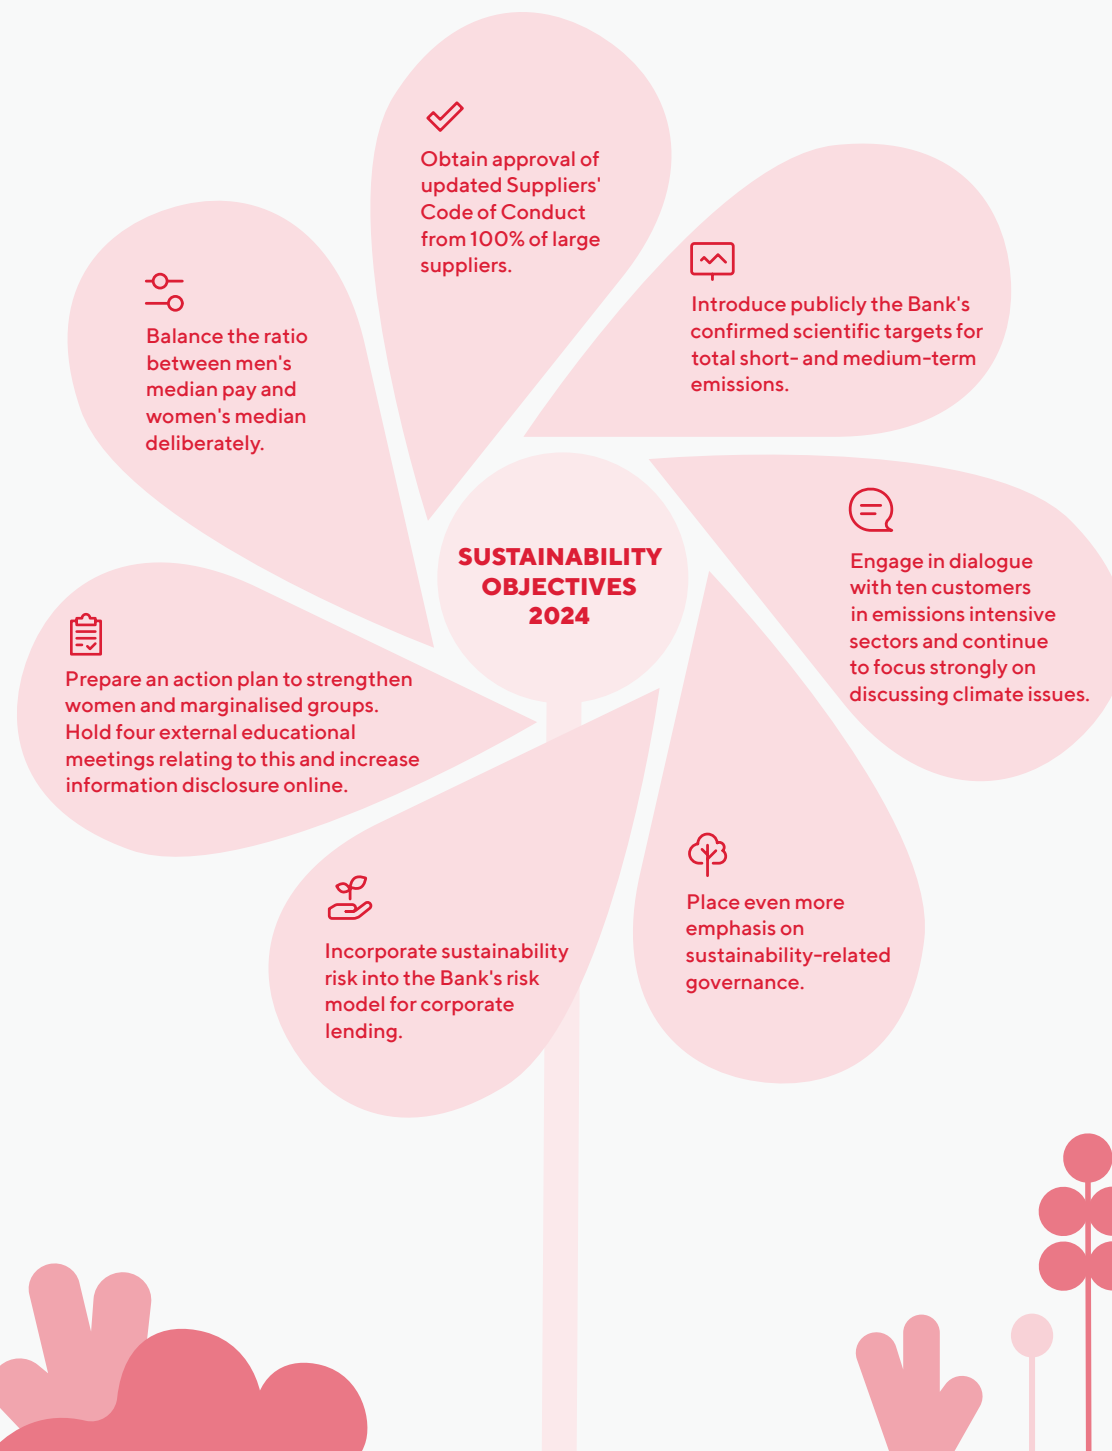 Obtain approval of
updated Suppliers'
Code of Conduct
from 100% of large
suppliers.
Introduce publicly the Bank's
confirmed scientific targets for
total short- and medium-term
emissions.
Balance the ratio
between men's
median pay and
women's median
deliberately.
SUSTAINABILITY
OBJECTIVES
2024
Engage in dialogue
with ten customers
in emissions intensive
sectors and continue
to focus strongly on
discussing climate issues.
Prepare an action plan to strengthen
women and marginalised groups.
Hold four external educational
meetings relating to this and increase
information disclosure online.
Place even more
emphasis on
sustainability-related
governance.
Incorporate sustainability
risk into the Bank's risk
model for corporate
lending.